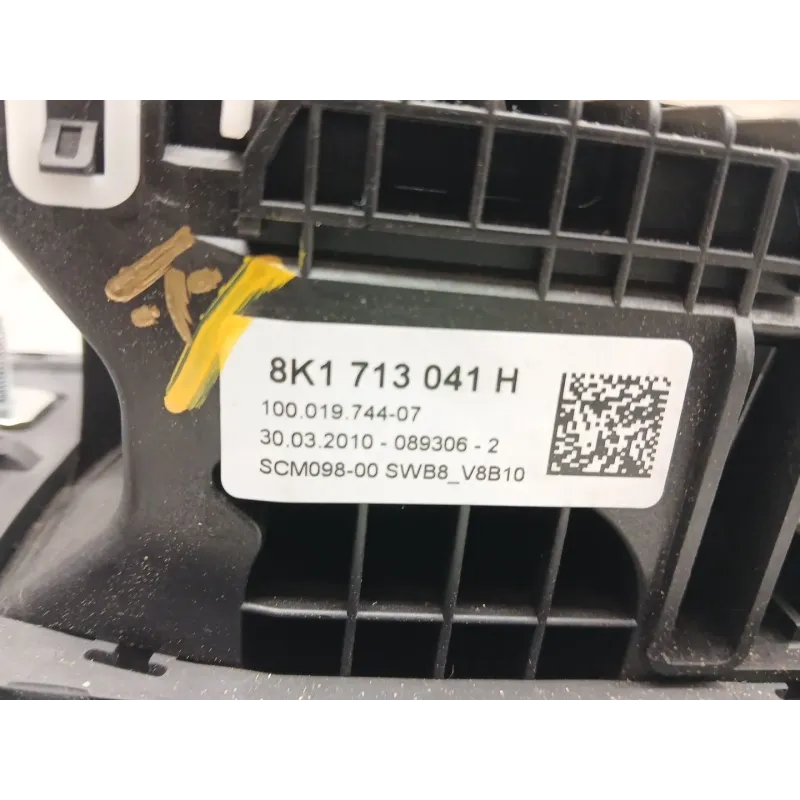 8K1 713 041 H
100.019.744-07
30.03.2010 - 089306 - 2
SCM098-00 SWB8_V8B10